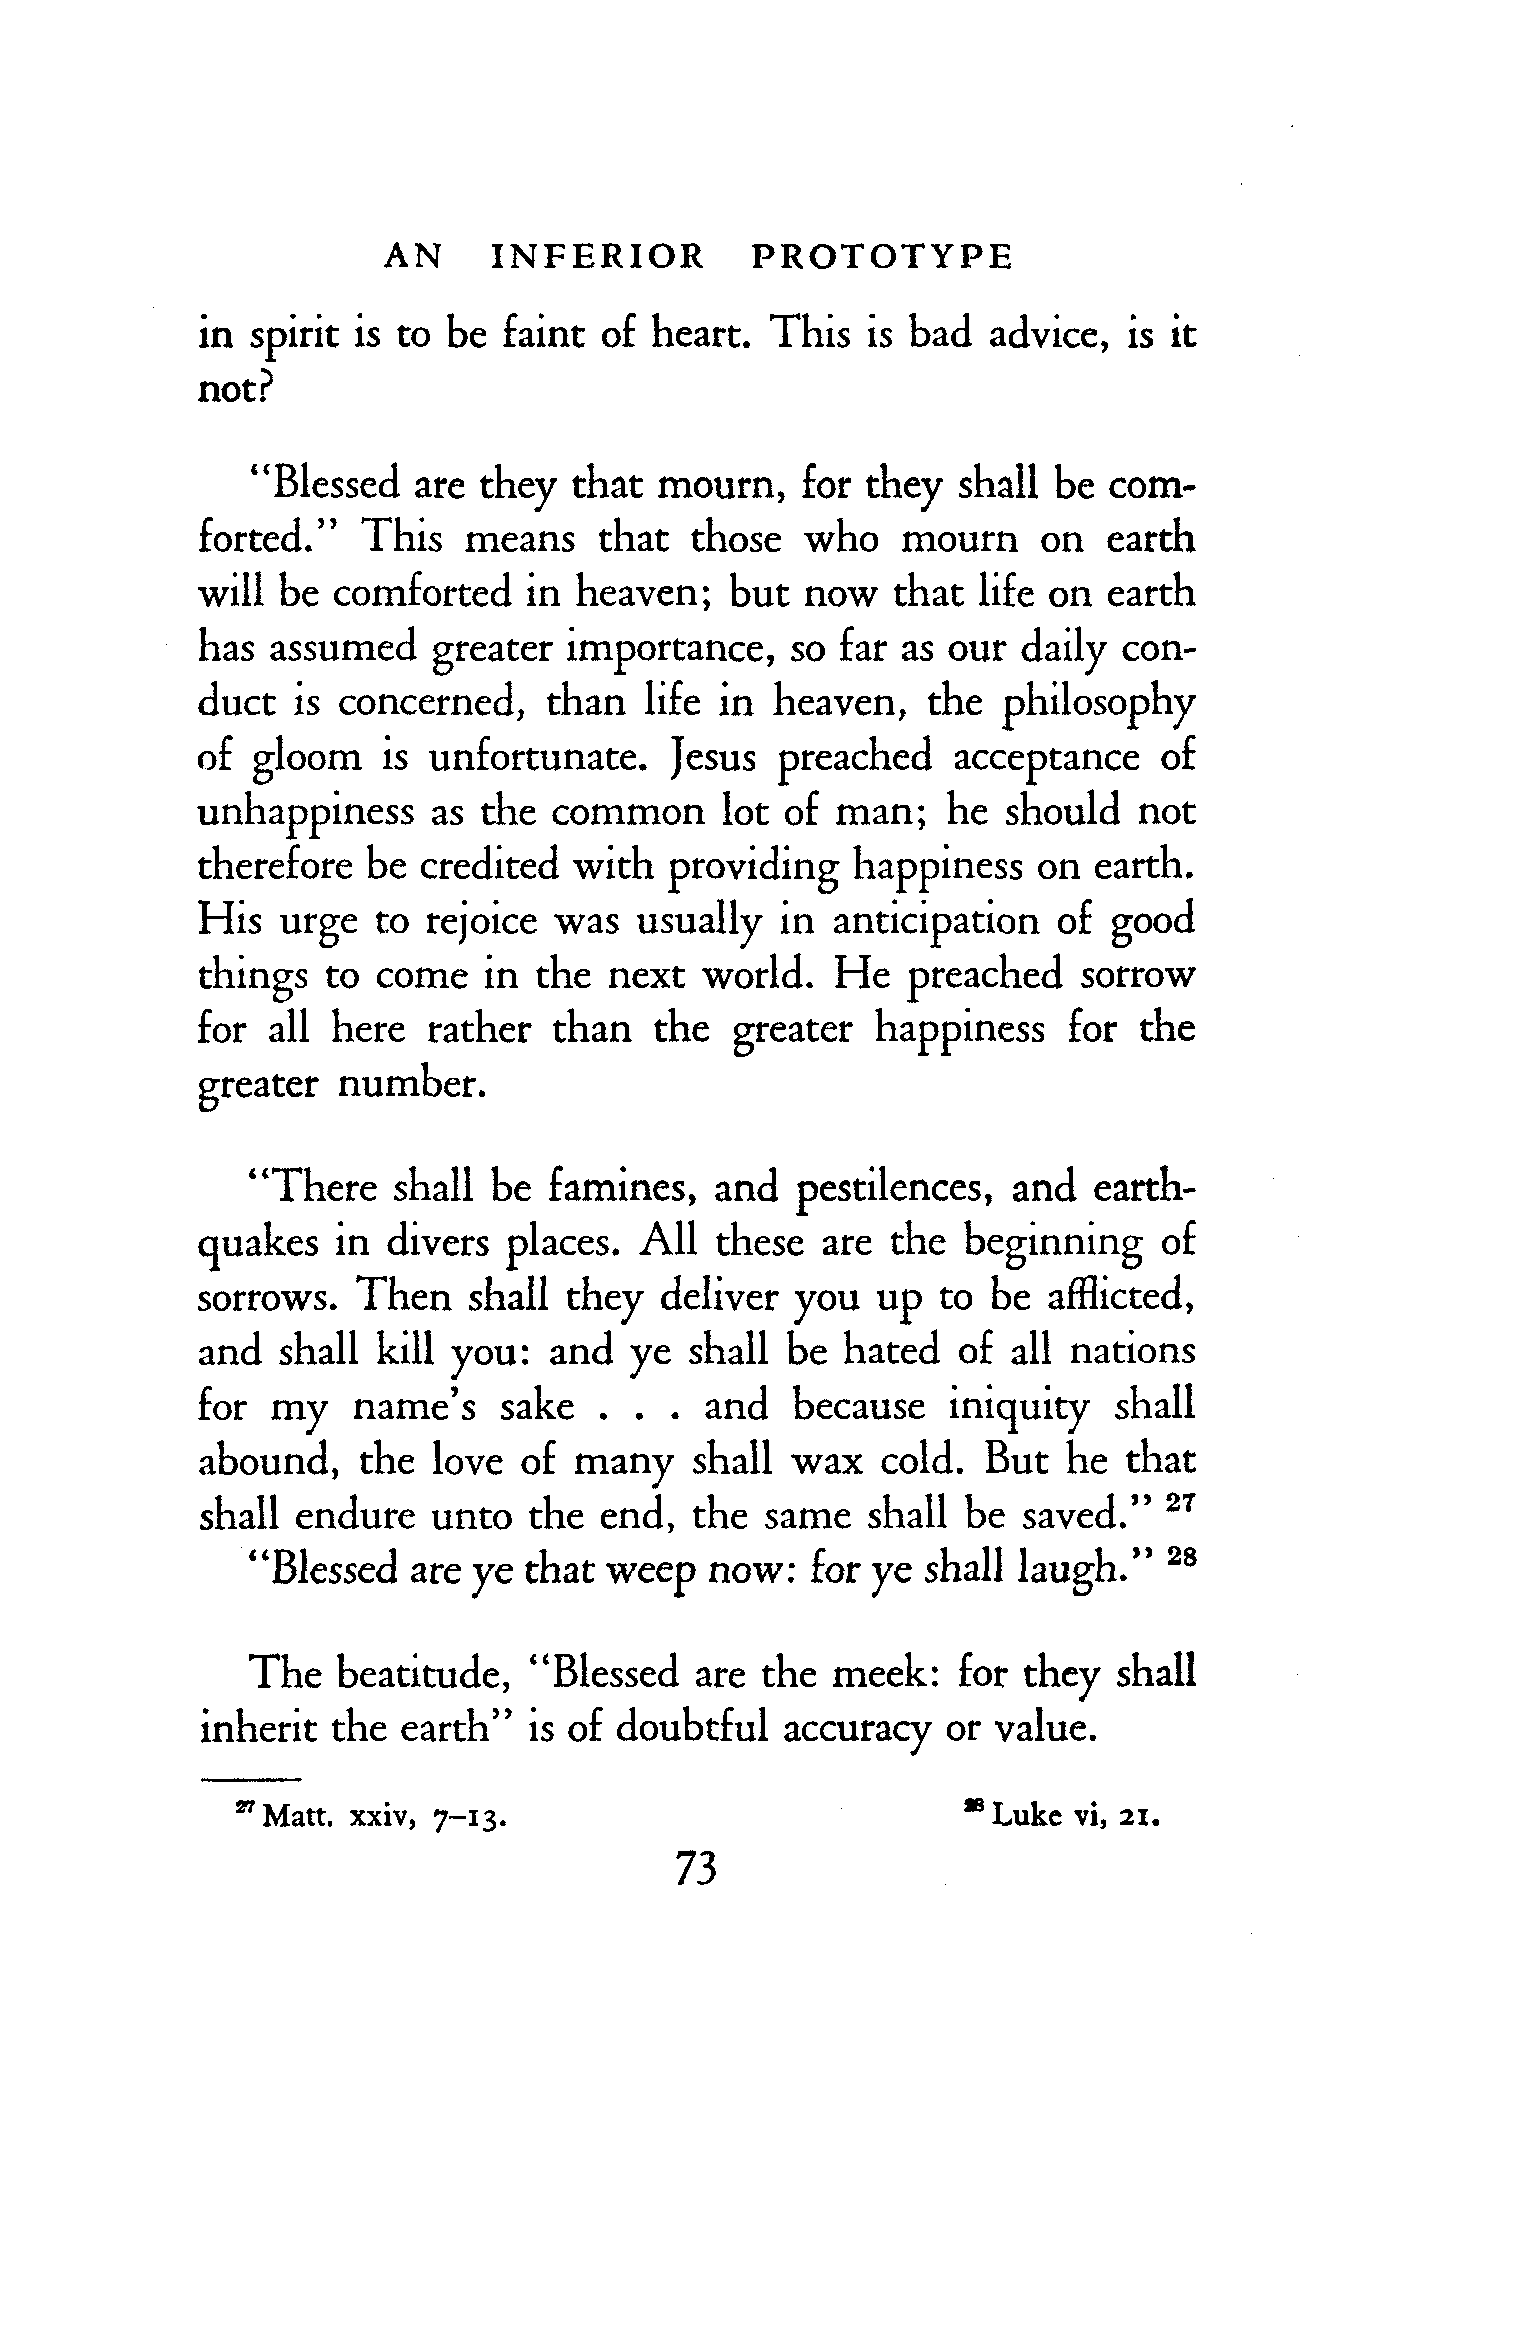 AN INFERIOR PROTOTYPE
in spirit is to be faint of heart. This is bad advice, is it
not?
"Blessed are they that mourn, for they shall be com-
forted." This means that those who mourn on earth
will be comforted in heaven; but now that life on earth
has assumed greater importance, so far as our daily con-
duct is concerned, than life in heaven, the philosophy
of gloom is unfortunate. Jesus preached acceptance of
unhappiness as the common lot of man; he should not
therefore be credited with providing happiness on earth.
His urge to rejoice was usually in anticipation of good
things to come in the next world. He preached sorrow
for all here rather than the greater happiness for the
greater number.
"There shall be famines, and pestilences, and earth-
quakes in divers places. All these are the beginning of
sorrows. Then shall they deliver you up to be afflicted,
and shall kill you: and ye shall be hated of all nations
for my name's sake . . . and because iniquity shall
abound, the love of many shall wax cold. But he that
shall endure unto the end, the same shall be saved." 27
"Blessed are ye that weep now: for ye shall laugh." 28
The beatitude, "Blessed are the meek: for they shall
inherit the earth" is of doubtful accuracy or value.
27 Matt. xxiv, 7–13. 28 Luke vi, 21.
73